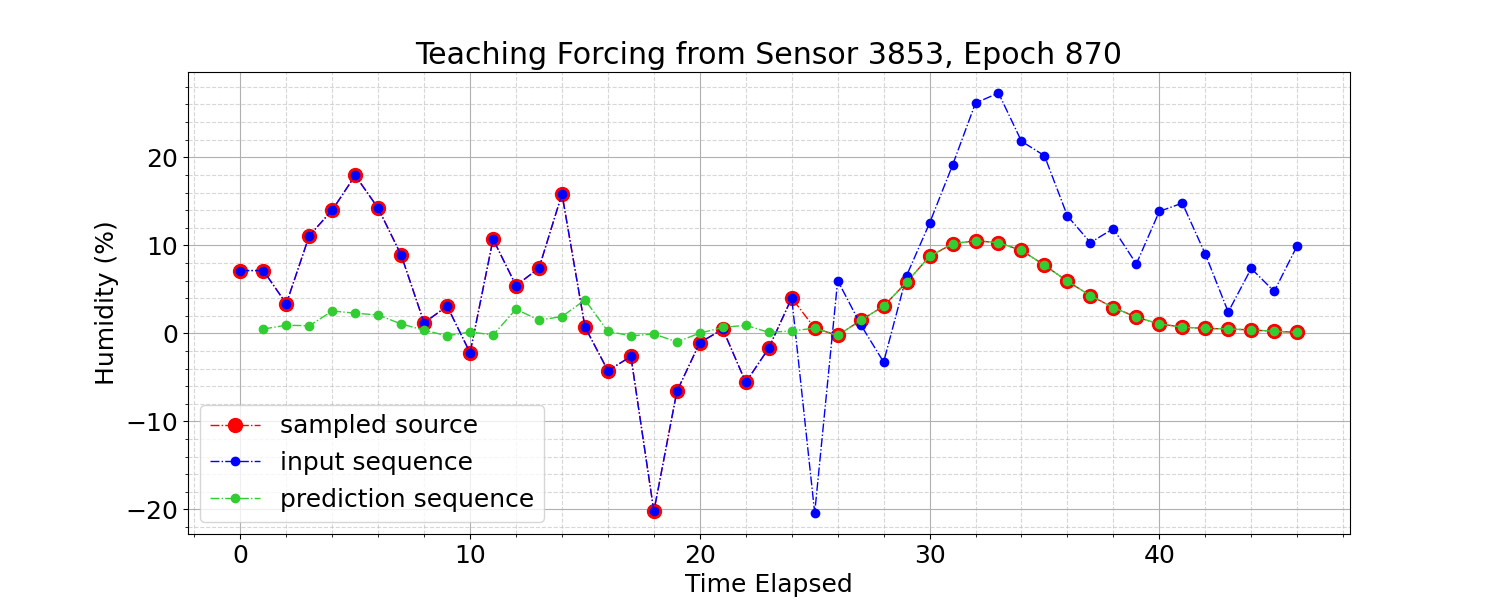 Teaching Forcing from Sensor 3853, Epoch 870
Humidity (%)
20
10
0
−10
−20
sampled source
input sequence
prediction sequence
0 10 20 30 40
Time Elapsed